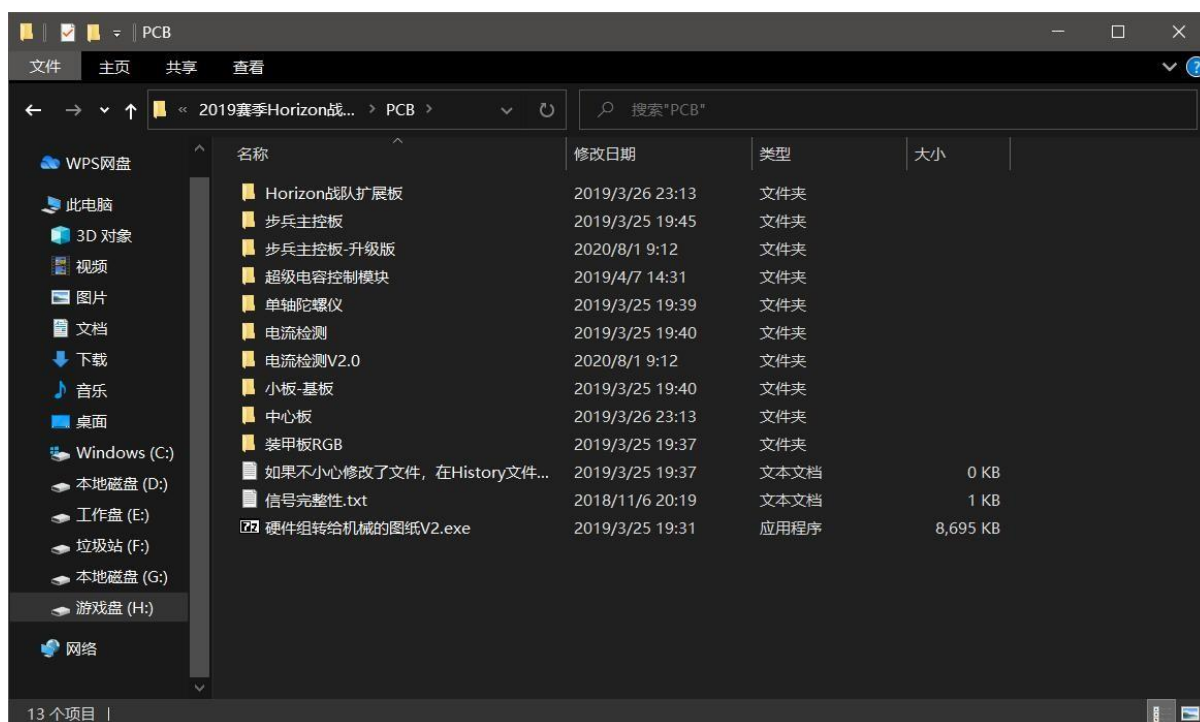 PCB
文件 主页 共享 查看
« 2019赛季Horizon战... > PCB > 搜索"PCB"
名称 修改日期 类型 大小
WPS网盘
此电脑
3D 对象
视频
图片
文档
下载
音乐
桌面
Windows (C:)
本地磁盘 (D:)
工作盘 (E:)
垃圾站 (F:)
本地磁盘 (G:)
游戏盘 (H:)
网络
Horizon战队扩展板 2019/3/26 23:13 文件夹
步兵主控板 2019/3/25 19:45 文件夹
步兵主控板-升级版 2020/8/1 9:12 文件夹
超级电容控制模块 2019/4/7 14:31 文件夹
单轴陀螺仪 2019/3/25 19:39 文件夹
电流检测 2019/3/25 19:40 文件夹
电流检测V2.0 2020/8/1 9:12 文件夹
小板-基板 2019/3/25 19:40 文件夹
中心板 2019/3/26 23:13 文件夹
装甲板RGB 2019/3/25 19:37 文件夹
如果不小心修改了文件，在History文件... 2019/3/25 19:37 文本文档 0 KB
信号完整性.txt 2018/11/6 20:19 文本文档 1 KB
硬件组转给机械的图纸V2.exe 2019/3/25 19:31 应用程序 8,695 KB
13 个项目